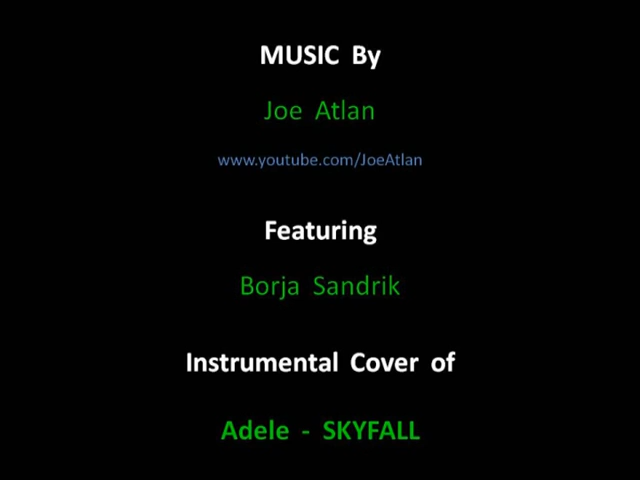 MUSIC By
Joe Atlan
www.youtube.com/JoeAtlan
Featuring
Borja Sandrik
Instrumental Cover of
Adele - SKYFALL